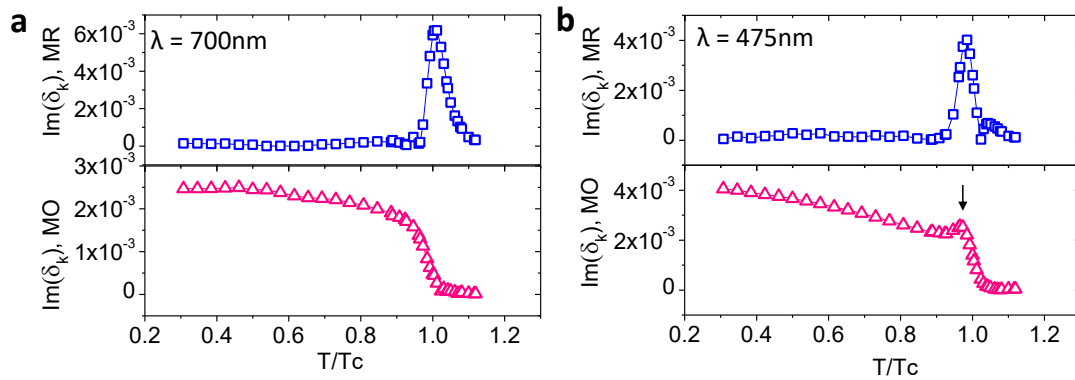 a
λ = 700nm
Im(δₖ), MR
6x10⁻³
4x10⁻³
2x10⁻³
0
Im(δₖ), MO
3x10⁻³
2x10⁻³
1x10⁻³
0
0.2 0.4 0.6 0.8 1.0 1.2
T/Tc
b
λ = 475nm
Im(δₖ), MR
4x10⁻³
2x10⁻³
0
Im(δₖ), MO
4x10⁻³
2x10⁻³
0
0.2 0.4 0.6 0.8 1.0 1.2
T/Tc